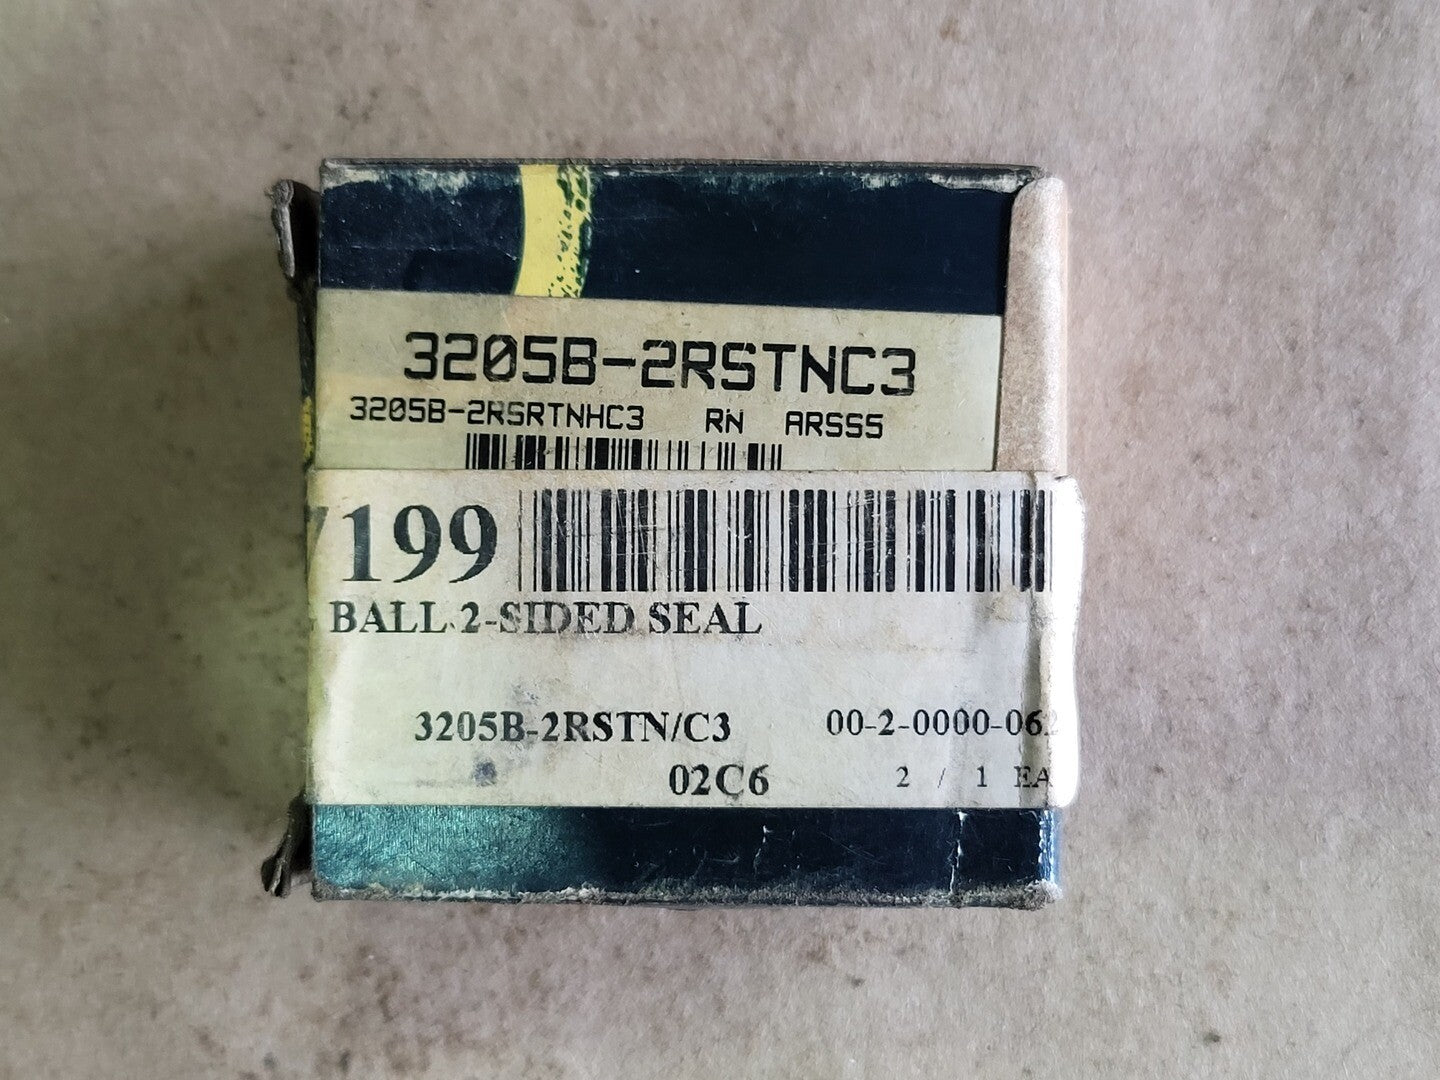 3205B-2RSTNC3
3205B-2RSRTNHC3 RN ARSS5
199
BALL 2-SIDED SEAL
3205B-2RSTN/C3 00-2-0000-062
02C6 2 / 1 EA